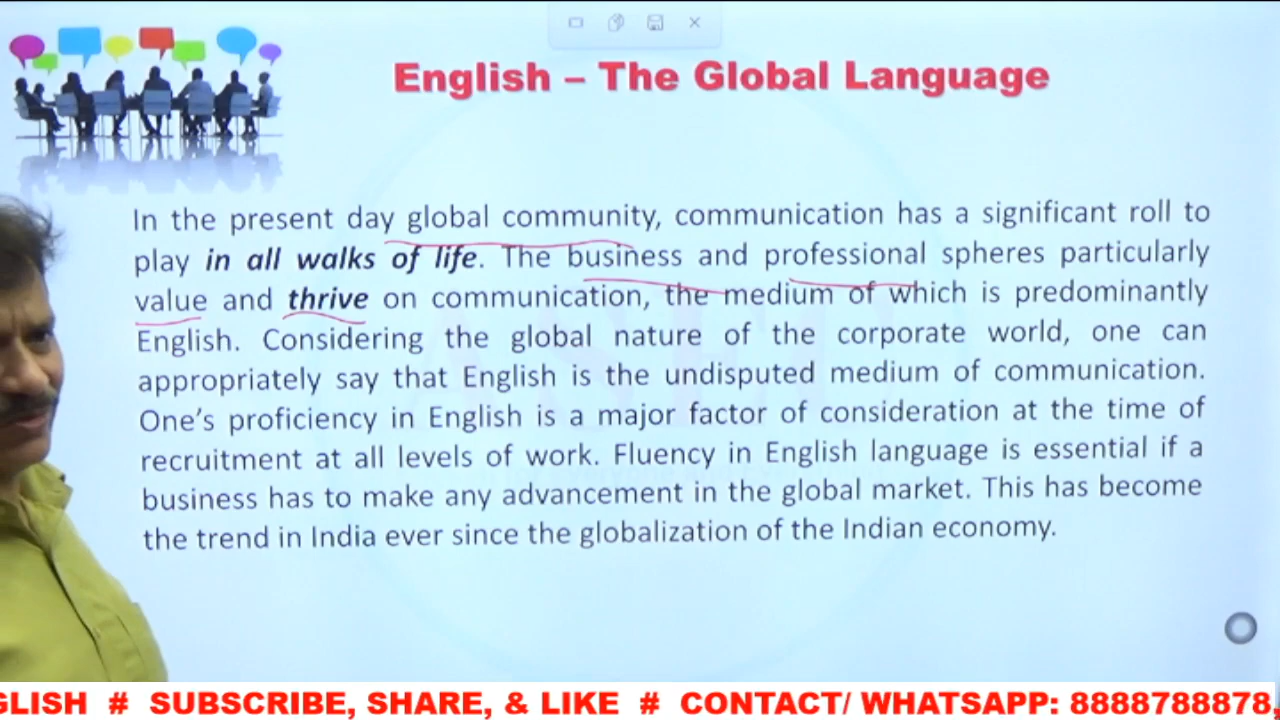 English – The Global Language
In the present day global community, communication has a significant roll to
play in all walks of life. The business and professional spheres particularly
value and thrive on communication, the medium of which is predominantly
English. Considering the global nature of the corporate world, one can
appropriately say that English is the undisputed medium of communication.
One’s proficiency in English is a major factor of consideration at the time of
recruitment at all levels of work. Fluency in English language is essential if a
business has to make any advancement in the global market. This has become
the trend in India ever since the globalization of the Indian economy.
GLISH # SUBSCRIBE, SHARE, & LIKE # CONTACT/ WHATSAPP: 8888788878,